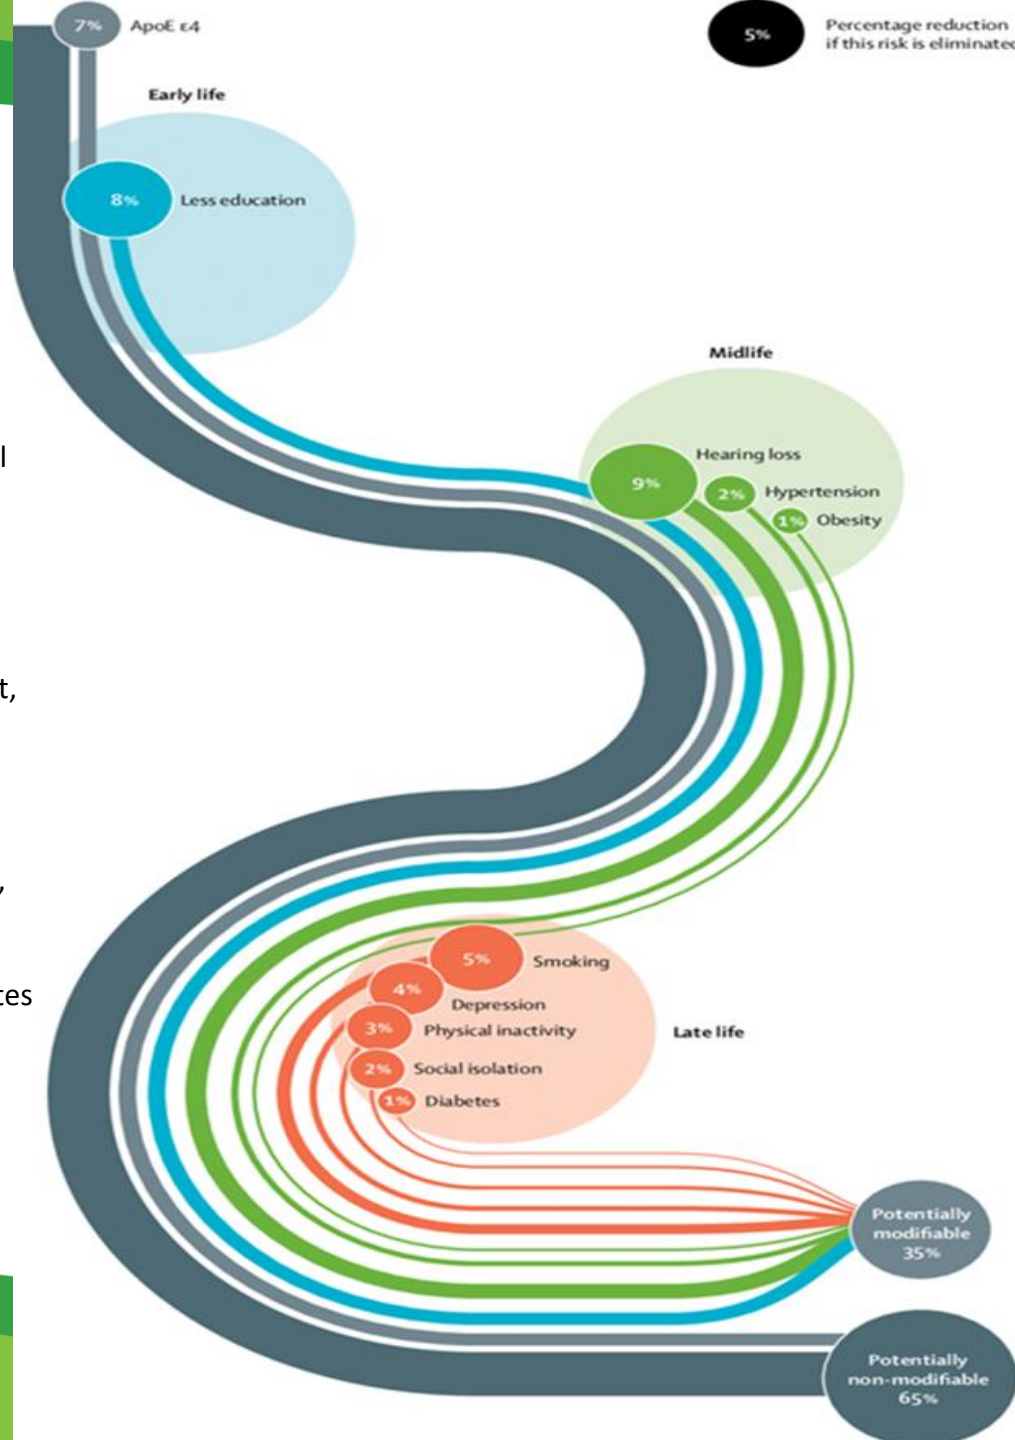 7% ApoE ε4
5%
Percentage reduction
if this risk is eliminated
Early life
8% Less education
Midlife
Hearing loss
9%
2% Hypertension
1% Obesity
l
t,
,
tes
5% Smoking
4%
Depression
3% Physical inactivity
Late life
2% Social isolation
1% Diabetes
Potentially
modifiable
35%
Potentially
non-modifiable
65%